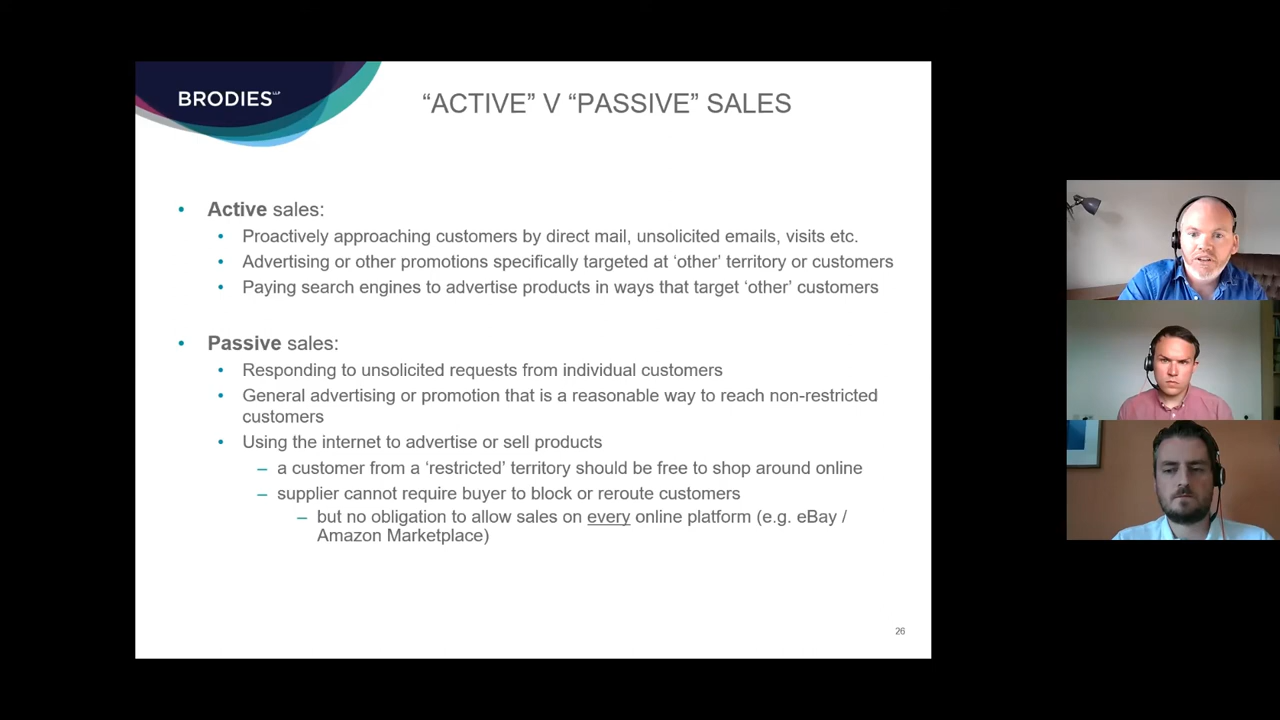 BRODIES LLP
“ACTIVE” V “PASSIVE” SALES
• Active sales:
• Proactively approaching customers by direct mail, unsolicited emails, visits etc.
• Advertising or other promotions specifically targeted at ‘other’ territory or customers
• Paying search engines to advertise products in ways that target ‘other’ customers
• Passive sales:
• Responding to unsolicited requests from individual customers
• General advertising or promotion that is a reasonable way to reach non-restricted
customers
• Using the internet to advertise or sell products
– a customer from a ‘restricted’ territory should be free to shop around online
– supplier cannot require buyer to block or reroute customers
– but no obligation to allow sales on every online platform (e.g. eBay /
Amazon Marketplace)
26